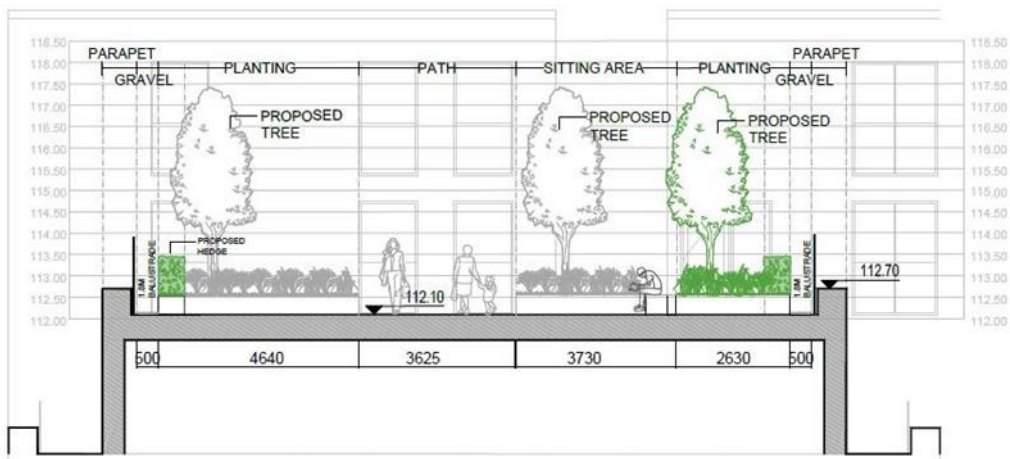 118.50
118.00
117.50
117.00
116.50
116.00
115.50
115.00
114.50
114.00
113.50
113.00
112.50
112.00
PARAPET
GRAVEL
PLANTING
PATH
SITTING AREA
PLANTING
PARAPET
GRAVEL
PROPOSED
TREE
PROPOSED
TREE
PROPOSED
TREE
PROPOSED
HEDGE
1.8M
BALUSTRADE
112.10
1.8M
BALUSTRADE
112.70
500
4640
3625
3730
2630
500
118.50
118.00
117.50
117.00
116.50
116.00
115.50
115.00
114.50
114.00
113.50
113.00
112.50
112.00